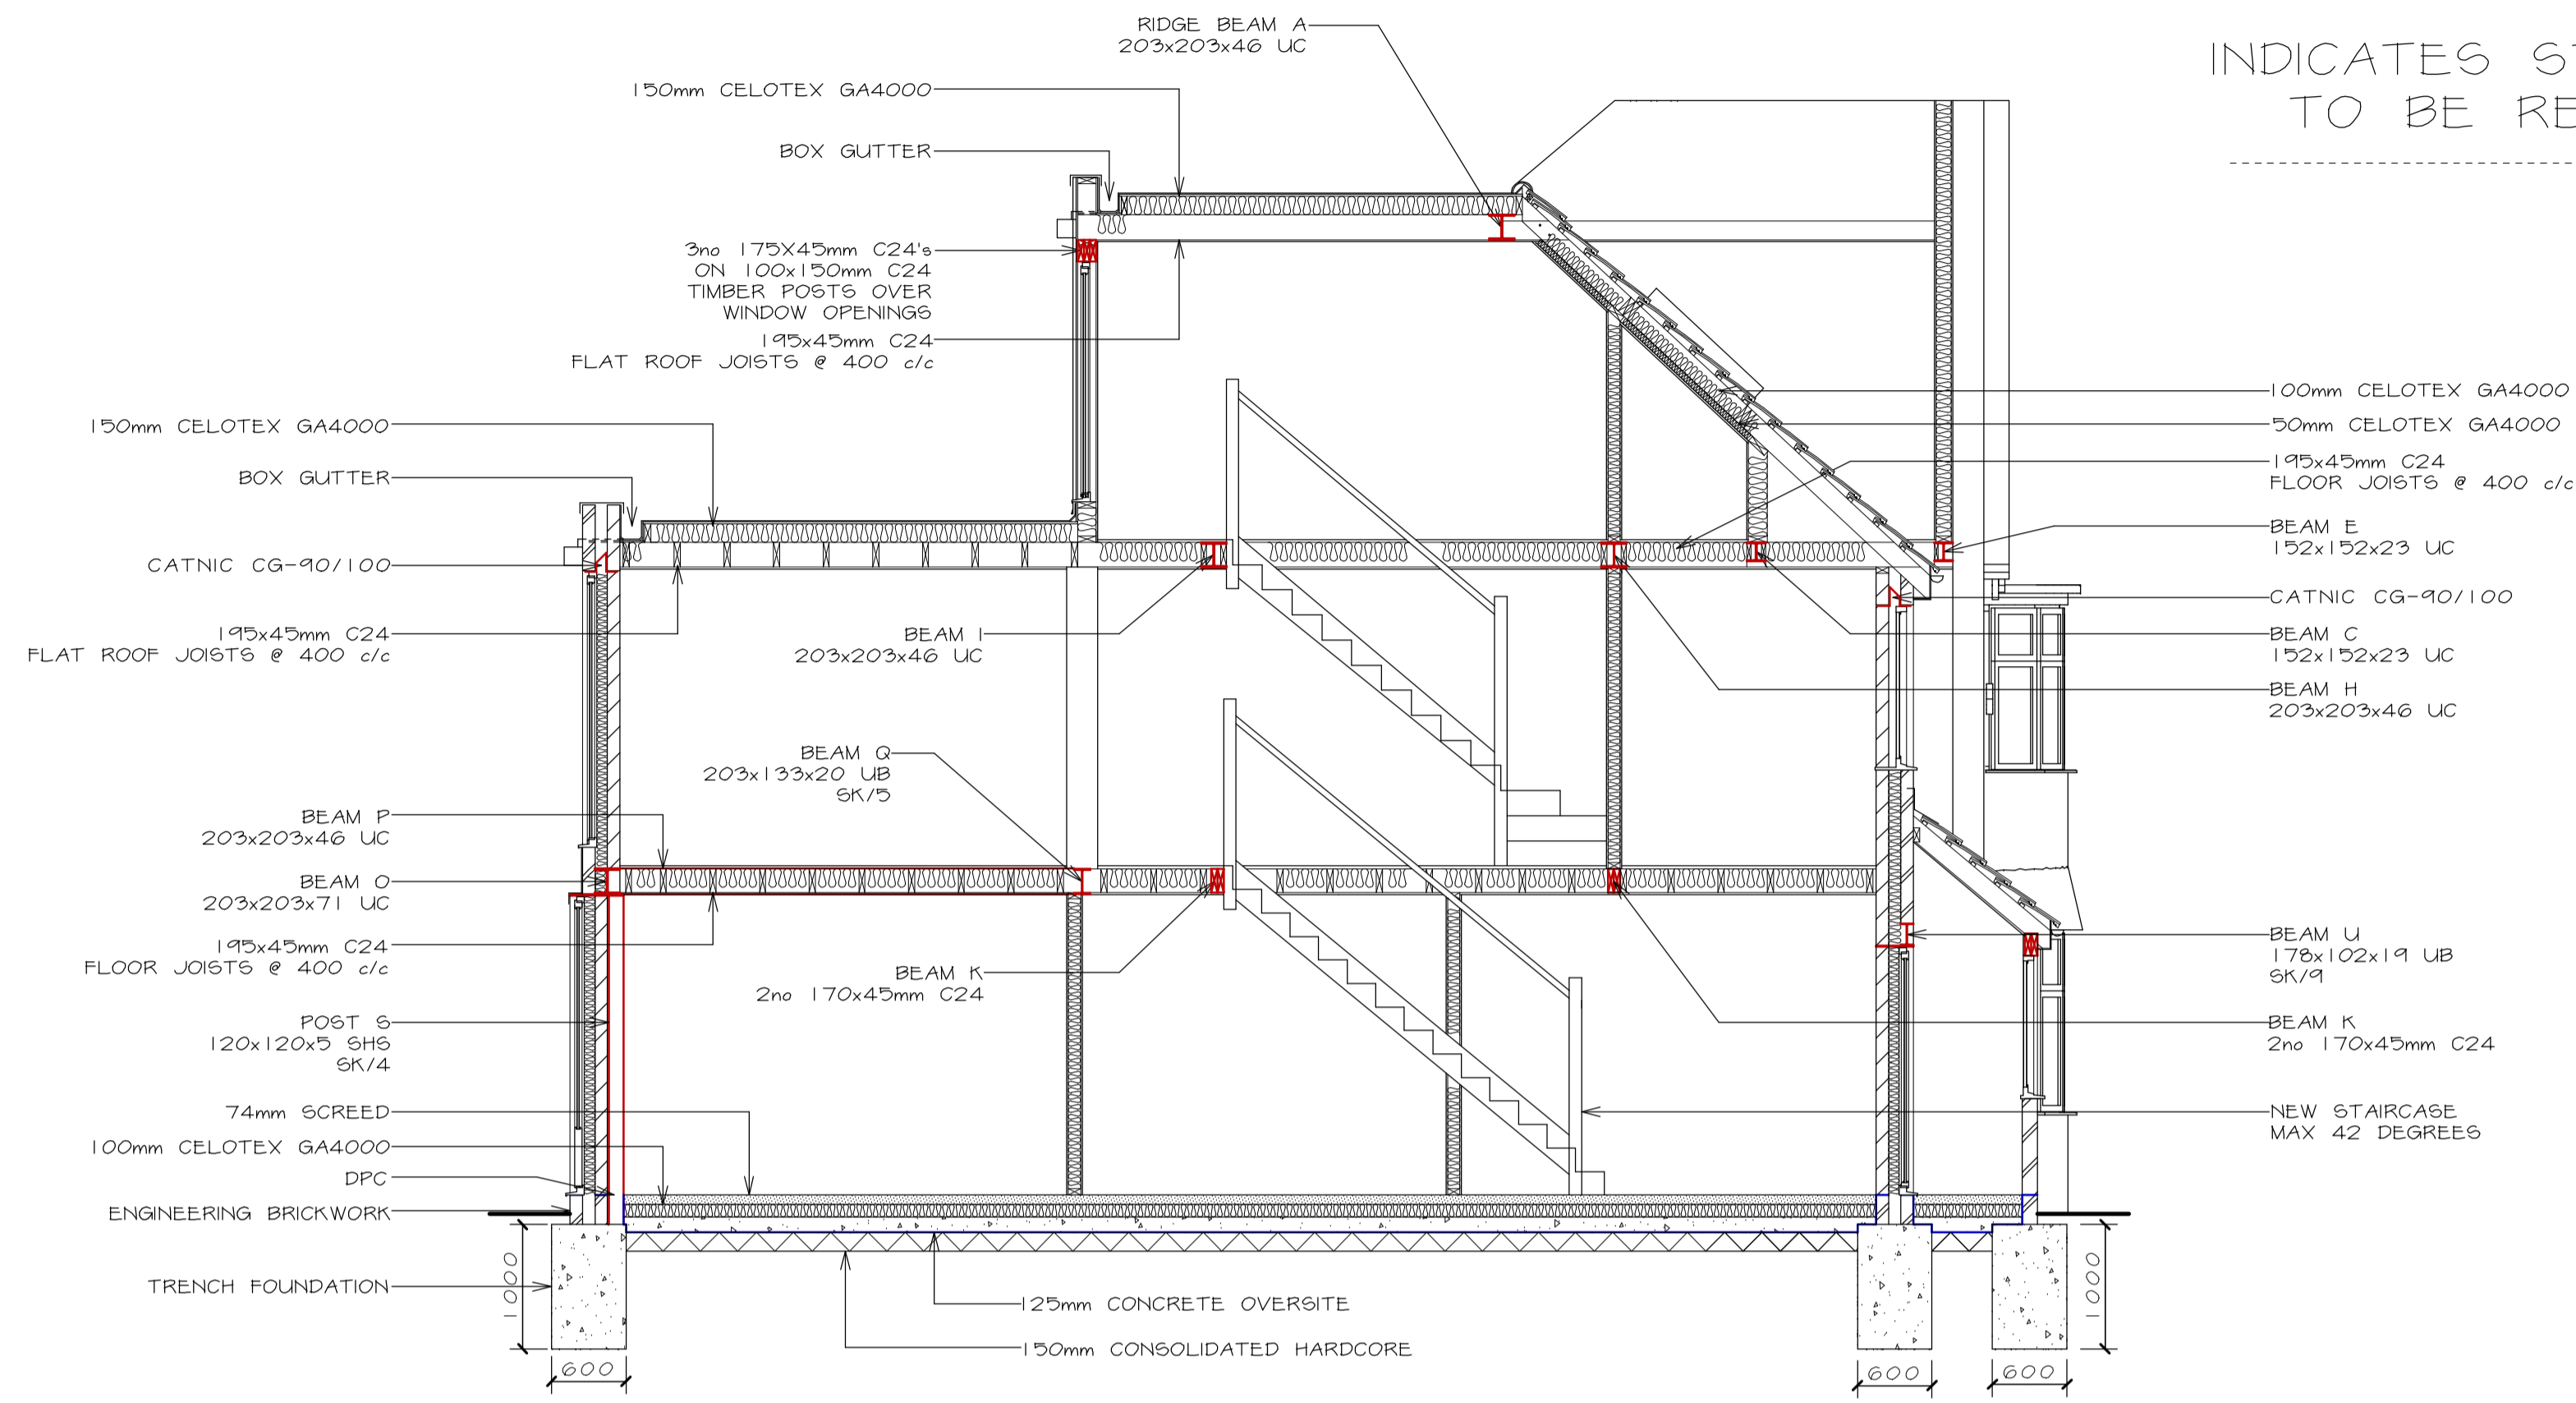 RIDGE BEAM A
203x203x46 UC
INDICATES
TO BE
150mm CELOTEX GA4000
BOX GUTTER
3no 175X45mm C24's
ON 100x150mm C24
TIMBER POSTS OVER
WINDOW OPENINGS
195x45mm C24
FLAT ROOF JOISTS @ 400 c/c
150mm CELOTEX GA4000
BOX GUTTER
CATNIC CG-90/100
195x45mm C24
FLAT ROOF JOISTS @ 400 c/c
BEAM I
203x203x46 UC
BEAM Q
203x133x20 UB
SK/5
BEAM P
203x203x46 UC
BEAM O
203x203x71 UC
195x45mm C24
FLOOR JOISTS @ 400 c/c
BEAM K
2no 170x45mm C24
POST S
120x120x5 SHS
SK/4
74mm SCREED
100mm CELOTEX GA4000
DPC
ENGINEERING BRICKWORK
TRENCH FOUNDATION
1000
600
125mm CONCRETE OVERSITE
150mm CONSOLIDATED HARDCORE
100mm CELOTEX GA4000
50mm CELOTEX GA4000
195x45mm C24
FLOOR JOISTS @ 400 c/c
BEAM E
152x152x23 UC
CATNIC CG-90/100
BEAM C
152x152x23 UC
BEAM H
203x203x46 UC
BEAM U
178x102x19 UB
SK/9
BEAM K
2no 170x45mm C24
NEW STAIRCASE
MAX 42 DEGREES
1000
600
600